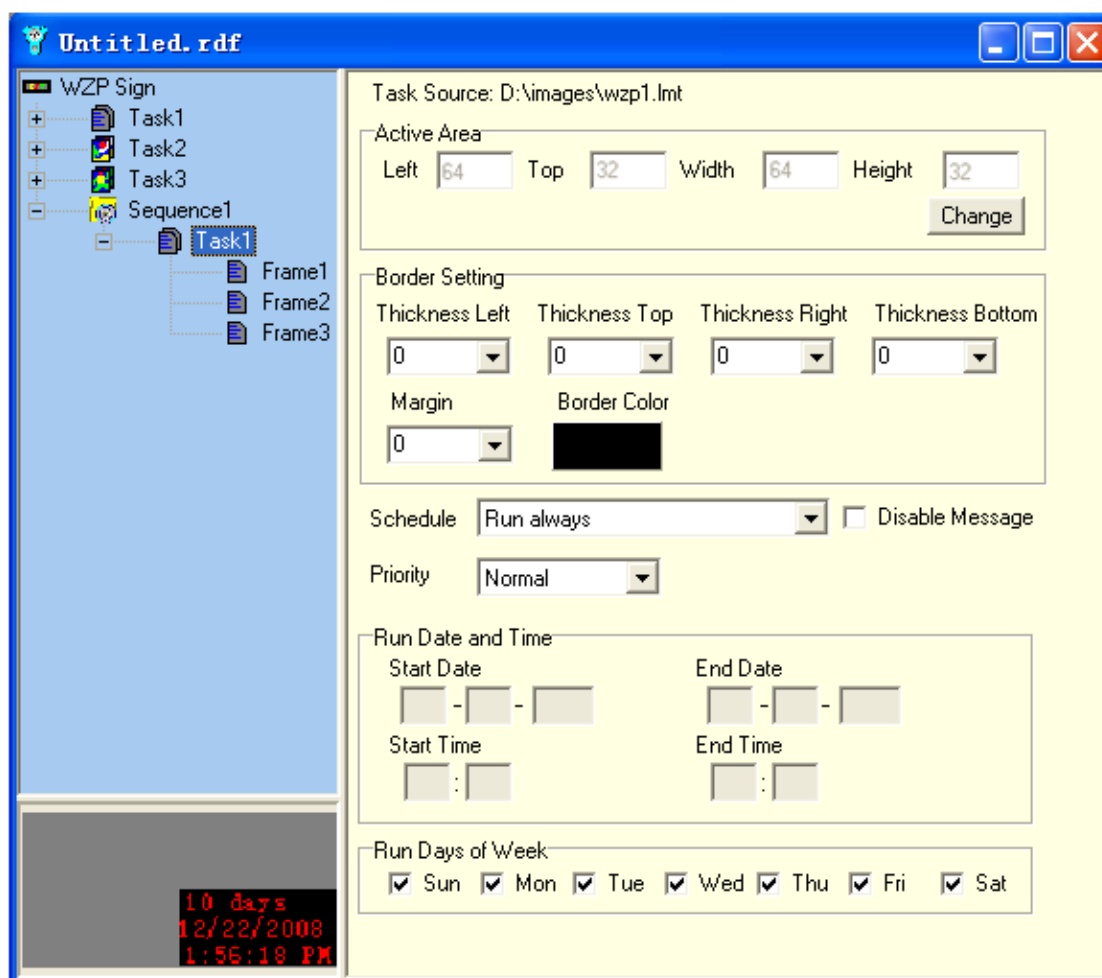 Untitled.rdf
WZP Sign
Task1
Task2
Task3
Sequence1
Task1
Frame1
Frame2
Frame3
10 days
12/22/2008
1:56:18 PM
Task Source: D:\images\wzp1.lmt
Active Area
Left 64 Top 32 Width 64 Height 32
Change
Border Setting
Thickness Left Thickness Top Thickness Right Thickness Bottom
0 0 0 0
Margin Border Color
0
Schedule Run always Disable Message
Priority Normal
Run Date and Time
Start Date End Date
- - - -
Start Time End Time
: :
Run Days of Week
Sun Mon Tue Wed Thu Fri Sat